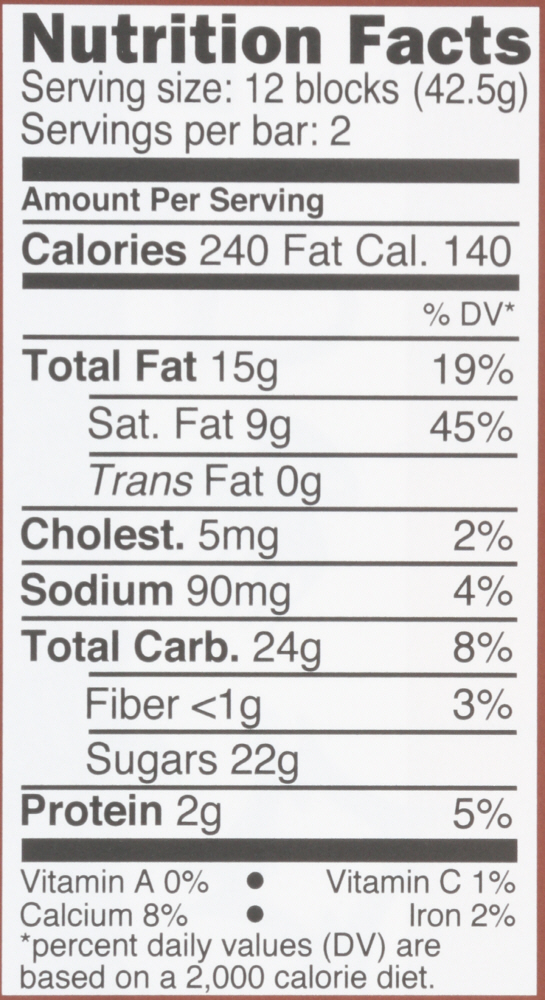 Nutrition Facts
Serving size: 12 blocks (42.5g)
Servings per bar: 2
Amount Per Serving
Calories 240 Fat Cal. 140
% DV*
Total Fat 15g 19%
Sat. Fat 9g 45%
Trans Fat 0g
Cholest. 5mg 2%
Sodium 90mg 4%
Total Carb. 24g 8%
Fiber <1g 3%
Sugars 22g
Protein 2g 5%
Vitamin A 0% ● Vitamin C 1%
Calcium 8% ● Iron 2%
*percent daily values (DV) are
based on a 2,000 calorie diet.